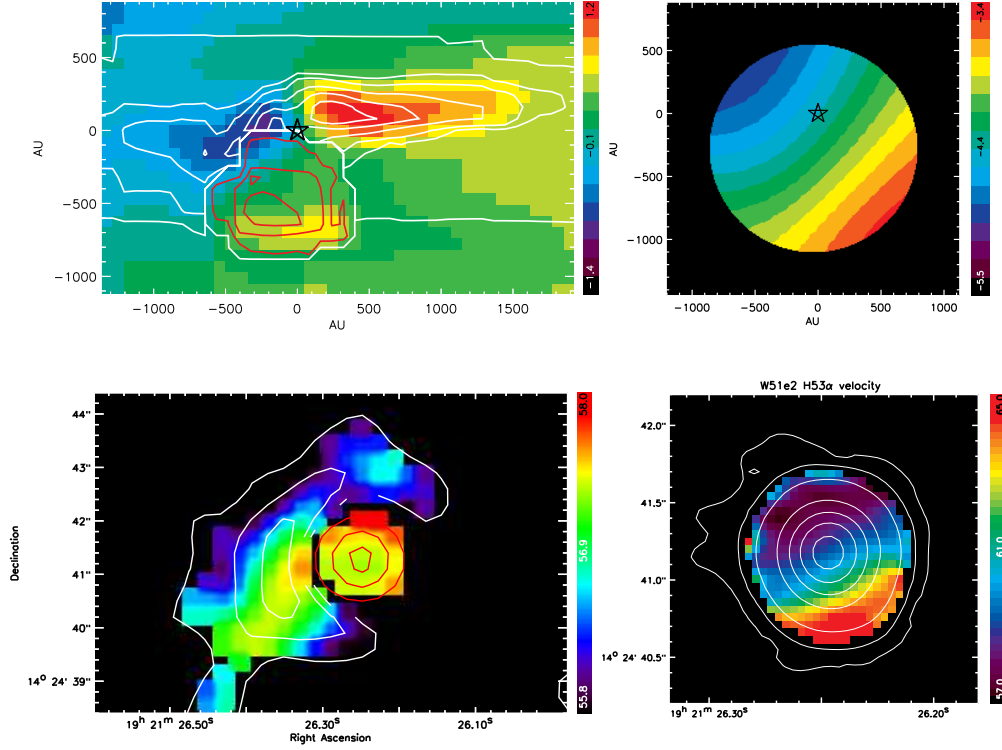 1.2
-0.1
-1.4
500
0
-500
-1000
AU
-1000
-500
0
500
1000
1500
AU
-3.4
-4.4
-5.5
500
0
-500
-1000
AU
-1000
-500
0
500
1000
AU
58.0
56.9
55.8
44"
43"
42"
41"
40"
14° 24' 39"
Declination
19h 21m 26.50s
26.30s
26.10s
Right Ascension
W51e2 H53α velocity
65.0
61.0
57.0
42.0"
41.5"
41.0"
14° 24' 40.5"
19h 21m 26.30s
26.20s